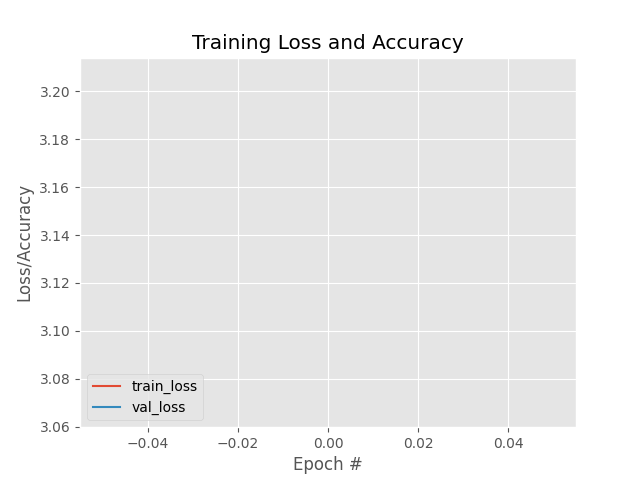 Training Loss and Accuracy
3.20
3.18
3.16
3.14
3.12
3.10
3.08
3.06
Loss/Accuracy
train_loss
val_loss
−0.04 −0.02 0.00 0.02 0.04
Epoch #